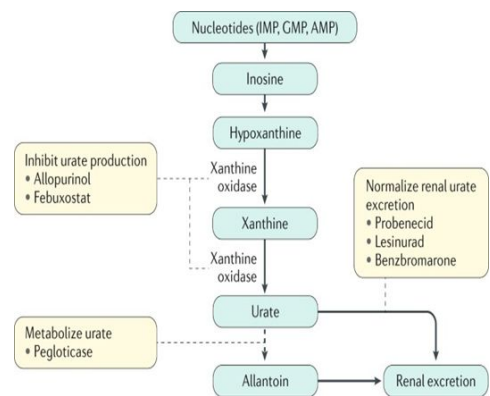 Nucleotides (IMP, GMP, AMP)
Inosine
Hypoxanthine
Inhibit urate production
• Allopurinol
• Febuxostat
Xanthine
oxidase
Normalize renal urate
excretion
• Probenecid
• Lesinurad
• Benzbromarone
Xanthine
Xanthine
oxidase
Urate
Metabolize urate
• Pegloticase
Allantoin
Renal excretion